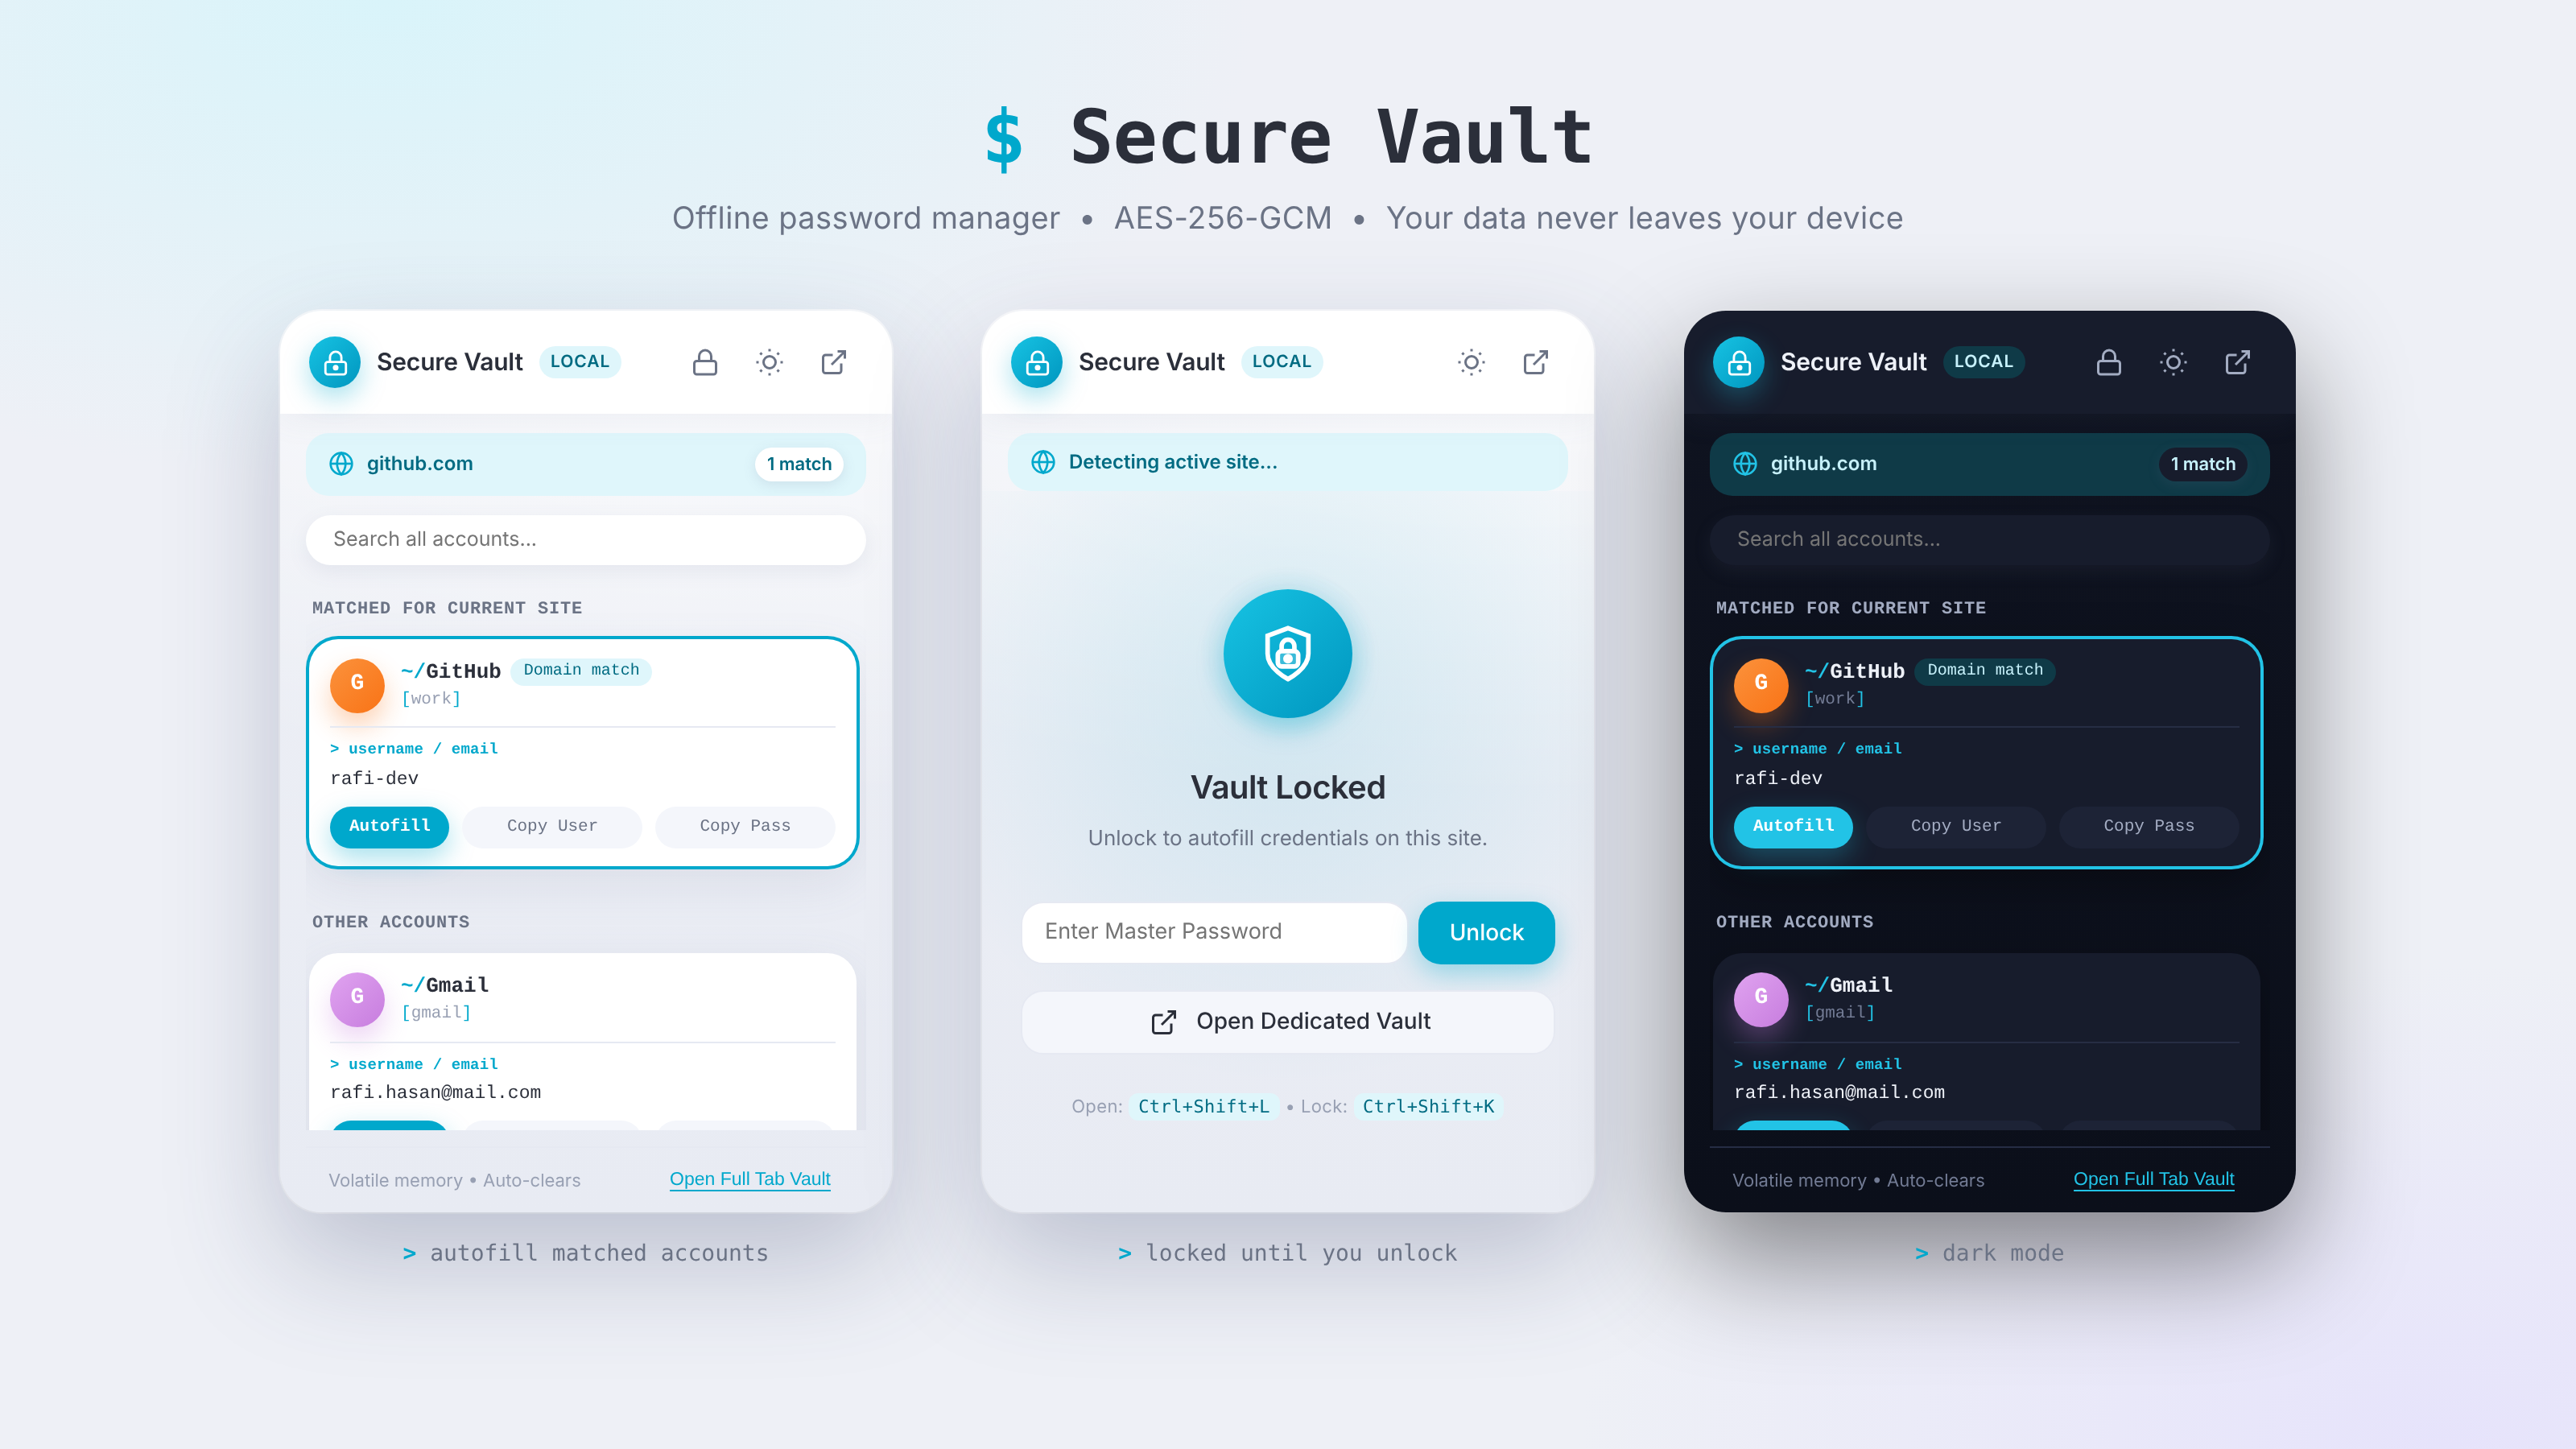 $ Secure Vault
Offline password manager • AES-256-GCM • Your data never leaves your device
Secure Vault LOCAL
github.com 1 match
Search all accounts...
MATCHED FOR CURRENT SITE
G ~/GitHub Domain match
[work]
> username / email
rafi-dev
Autofill Copy User Copy Pass
OTHER ACCOUNTS
G ~/Gmail
[gmail]
> username / email
rafi.hasan@mail.com
Volatile memory • Auto-clears Open Full Tab Vault
> autofill matched accounts
Secure Vault LOCAL
Detecting active site...
Vault Locked
Unlock to autofill credentials on this site.
Enter Master Password Unlock
Open Dedicated Vault
Open: Ctrl+Shift+L • Lock: Ctrl+Shift+K
> locked until you unlock
Secure Vault LOCAL
github.com 1 match
Search all accounts...
MATCHED FOR CURRENT SITE
G ~/GitHub Domain match
[work]
> username / email
rafi-dev
Autofill Copy User Copy Pass
OTHER ACCOUNTS
G ~/Gmail
[gmail]
> username / email
rafi.hasan@mail.com
Volatile memory • Auto-clears Open Full Tab Vault
> dark mode